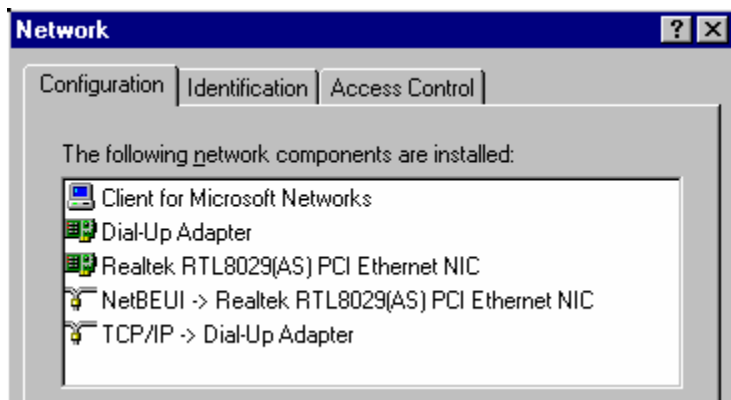 Network
Configuration Identification Access Control
The following network components are installed:
Client for Microsoft Networks
Dial-Up Adapter
Realtek RTL8029(AS) PCI Ethernet NIC
NetBEUI -> Realtek RTL8029(AS) PCI Ethernet NIC
TCP/IP -> Dial-Up Adapter